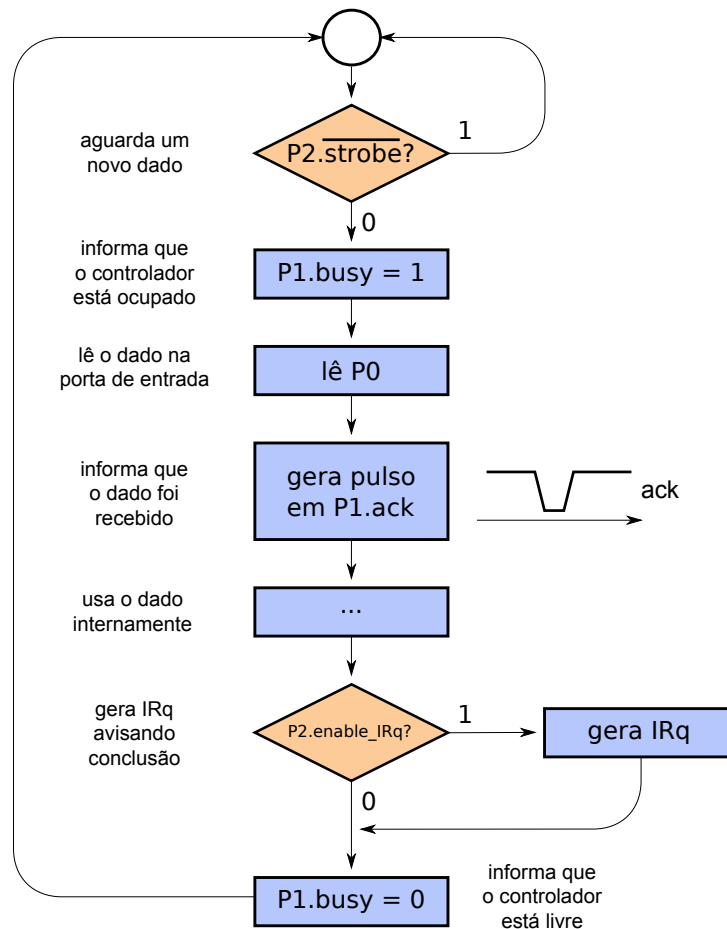 aguarda um
novo dado
P2.strobe?
1
0
informa que
o controlador
está ocupado
P1.busy = 1
lê o dado na
porta de entrada
lê P0
informa que
o dado foi
recebido
gera pulso
em P1.ack
ack
usa o dado
internamente
...
gera IRq
avisando
conclusão
P2.enable_IRq?
1
gera IRq
0
P1.busy = 0
informa que
o controlador
está livre